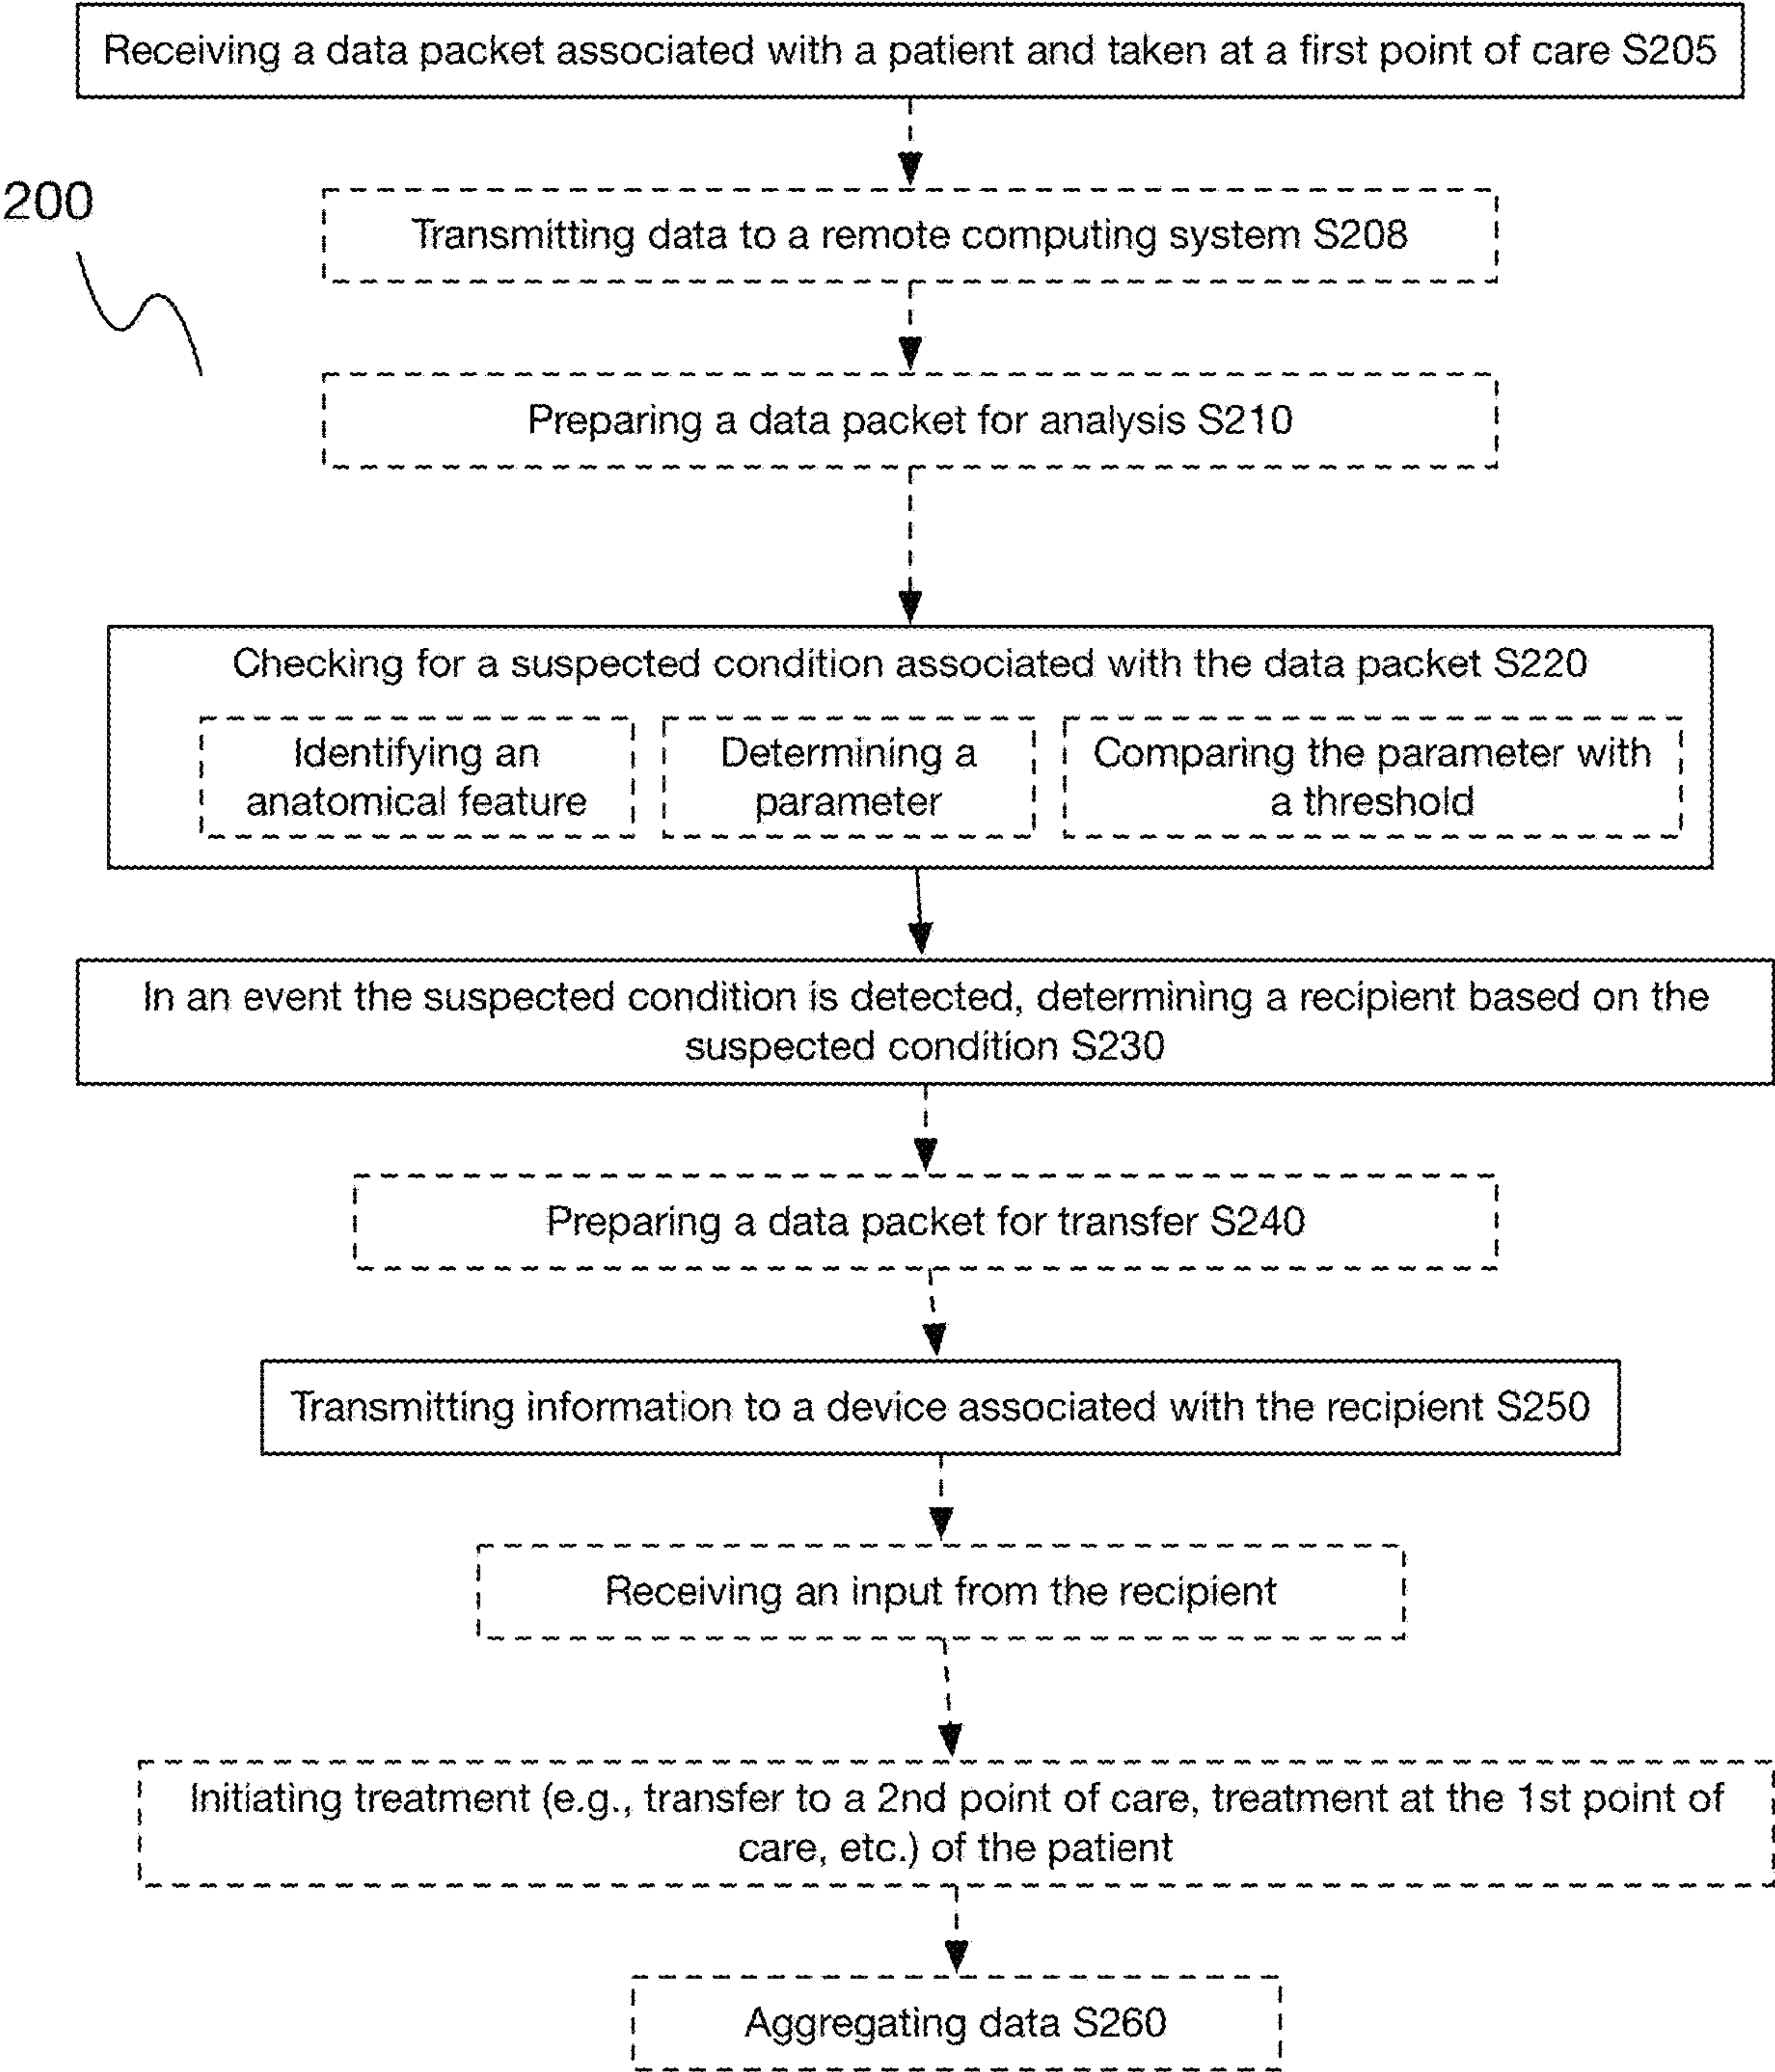 Receiving a data packet associated with a patient and taken at a first point of care S205
200
Transmitting data to a remote computing system S208
Preparing a data packet for analysis S210
Checking for a suspected condition associated with the data packet S220
Identifying an
anatomical feature
Determining a
parameter
Comparing the parameter with
a threshold
In an event the suspected condition is detected, determining a recipient based on the
suspected condition S230
Preparing a data packet for transfer S240
Transmitting information to a device associated with the recipient S250
Receiving an input from the recipient
Initiating treatment (e.g., transfer to a 2nd point of care, treatment at the 1st point of
care, etc.) of the patient
Aggregating data S260